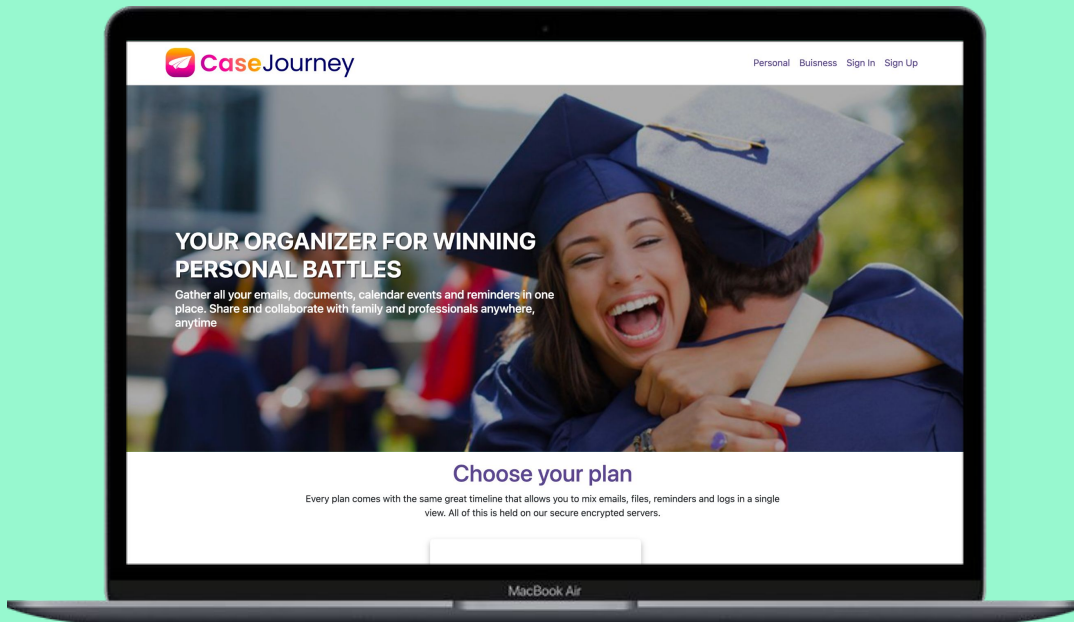 CaseJourney
Personal Buisness Sign In Sign Up
YOUR ORGANIZER FOR WINNING
PERSONAL BATTLES
Gather all your emails, documents, calendar events and reminders in one
place. Share and collaborate with family and professionals anywhere,
anytime
Choose your plan
Every plan comes with the same great timeline that allows you to mix emails, files, reminders and logs in a single
view. All of this is held on our secure encrypted servers.
MacBook Air